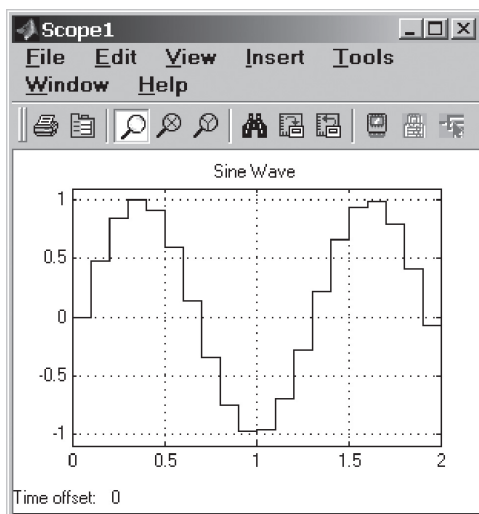 Scope1
File Edit View Insert Tools
Window Help
Sine Wave
1
0.5
0
-0.5
-1
0 0.5 1 1.5 2
Time offset: 0